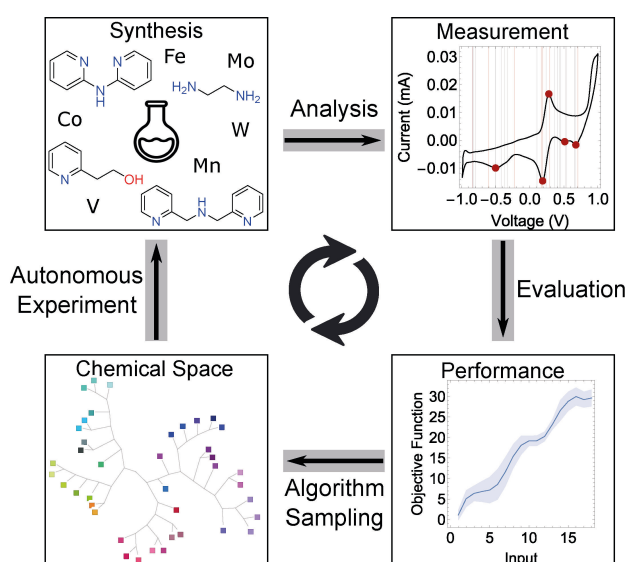 Synthesis
Fe
Mo
N
N
N
H
H₂N
NH₂
Co
W
Mn
N
OH
V
H
N
N
N
Analysis
Measurement
Current (mA)
0.03
0.02
0.01
0.00
−0.01
−1.0 −0.5 0.0 0.5 1.0
Voltage (V)
Autonomous
Experiment
Evaluation
Chemical Space
Algorithm
Sampling
Performance
Objective Function
30
25
20
15
10
5
0
0 5 10 15
Input